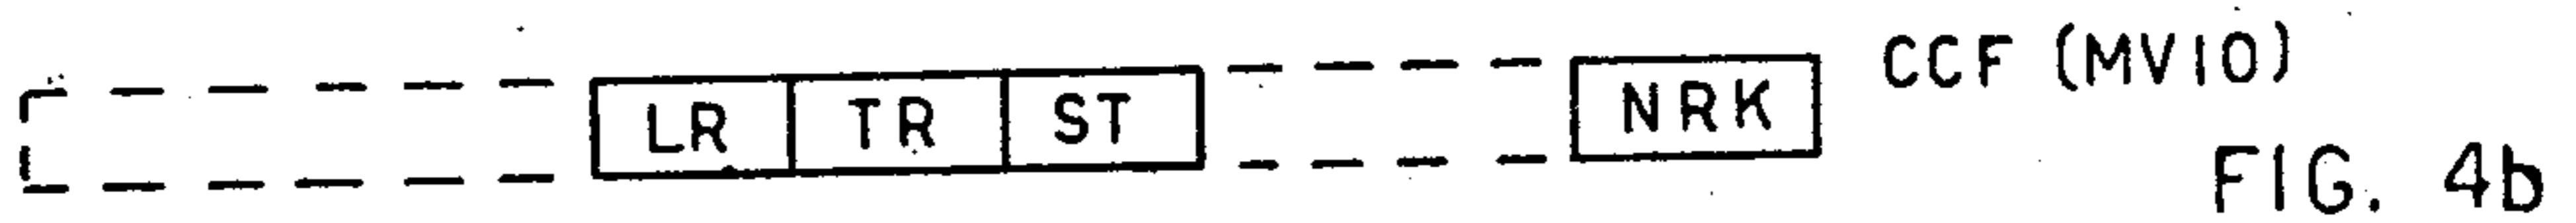 LR TR ST NRK CCF (MV10)
FIG. 4b